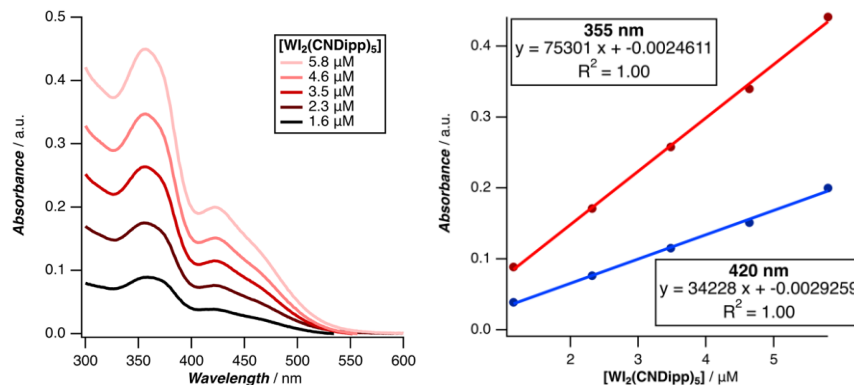 0.5
0.4
0.3
0.2
0.1
0.0
Absorbance / a.u.
[WI2(CNDipp)5]
5.8 μM
4.6 μM
3.5 μM
2.3 μM
1.6 μM
300
350
400
450
500
550
600
Wavelength / nm
0.4
0.3
0.2
0.1
0.0
Absorbance / a.u.
355 nm
y = 75301 x + -0.0024611
R2 = 1.00
420 nm
y = 34228 x + -0.0029259
R2 = 1.00
2
3
4
5
[WI2(CNDipp)5] / μM